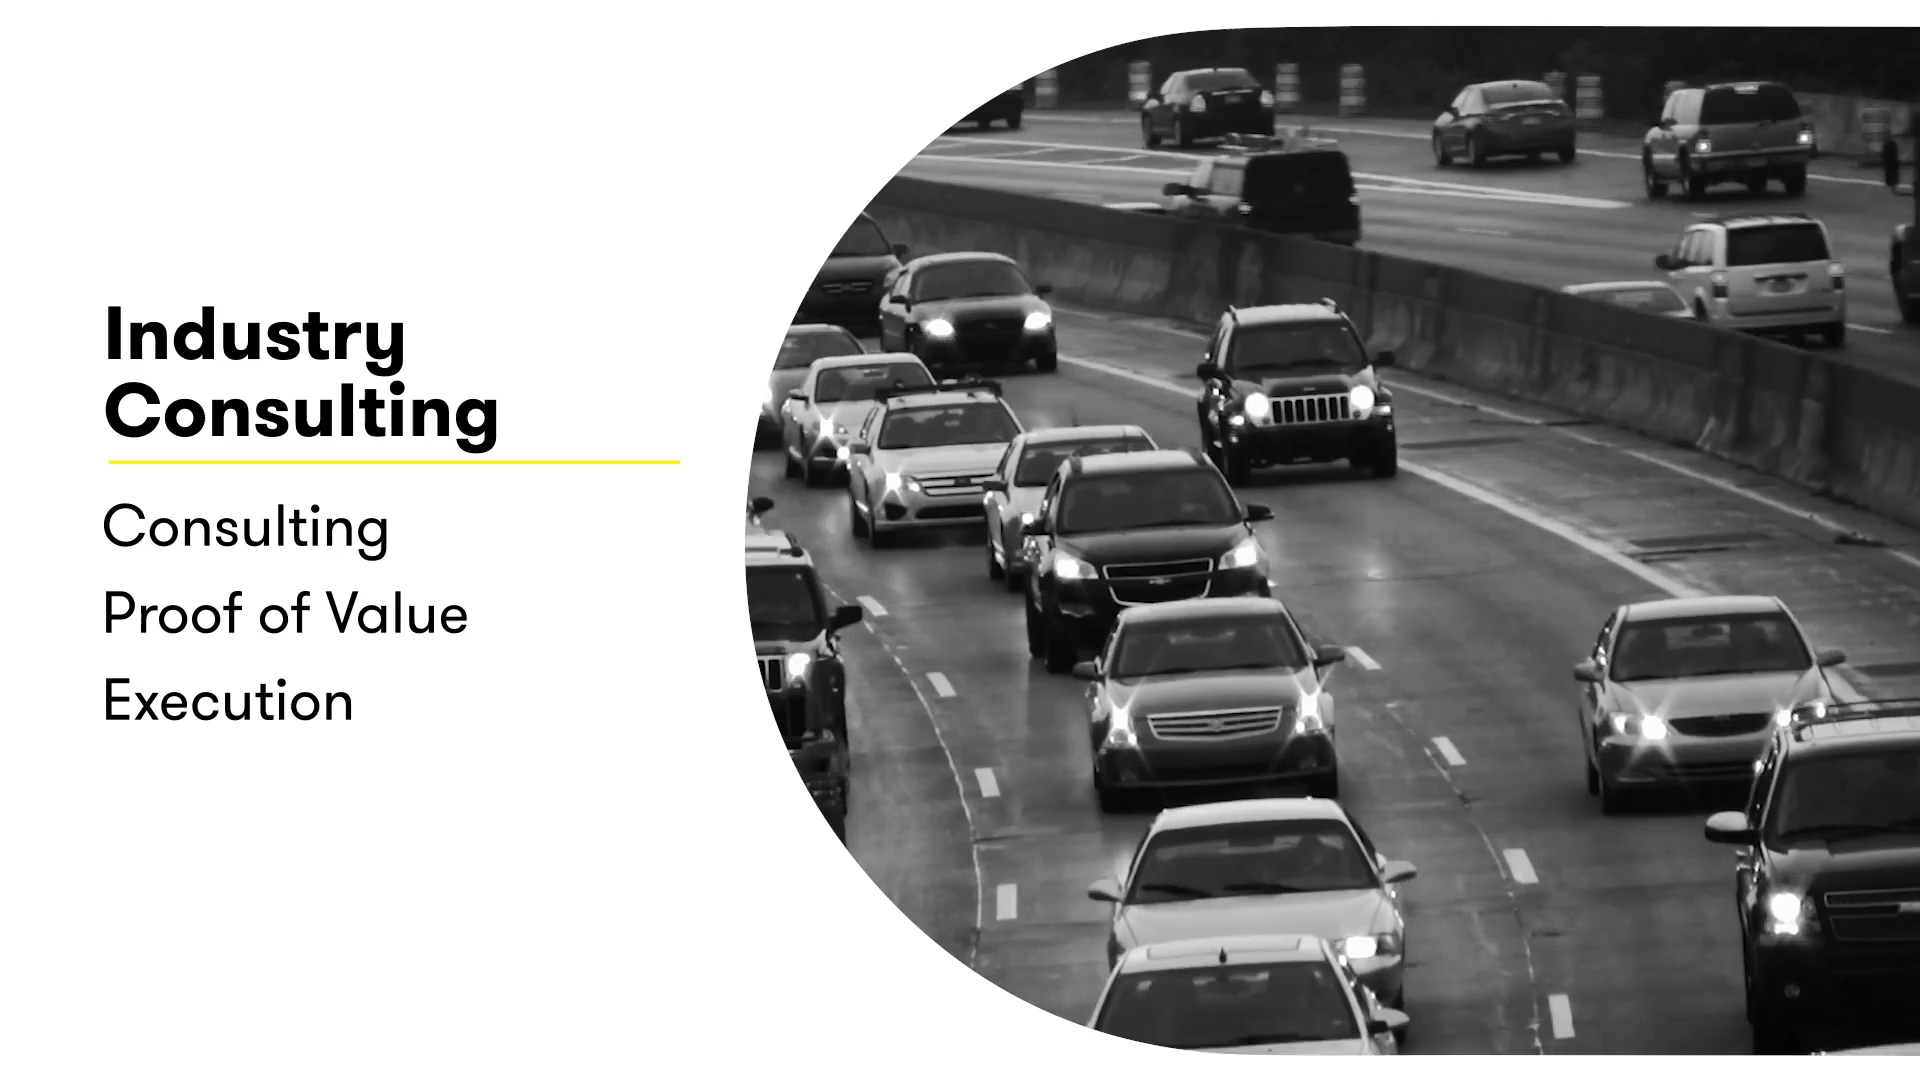 Industry
Consulting
Consulting
Proof of Value
Execution